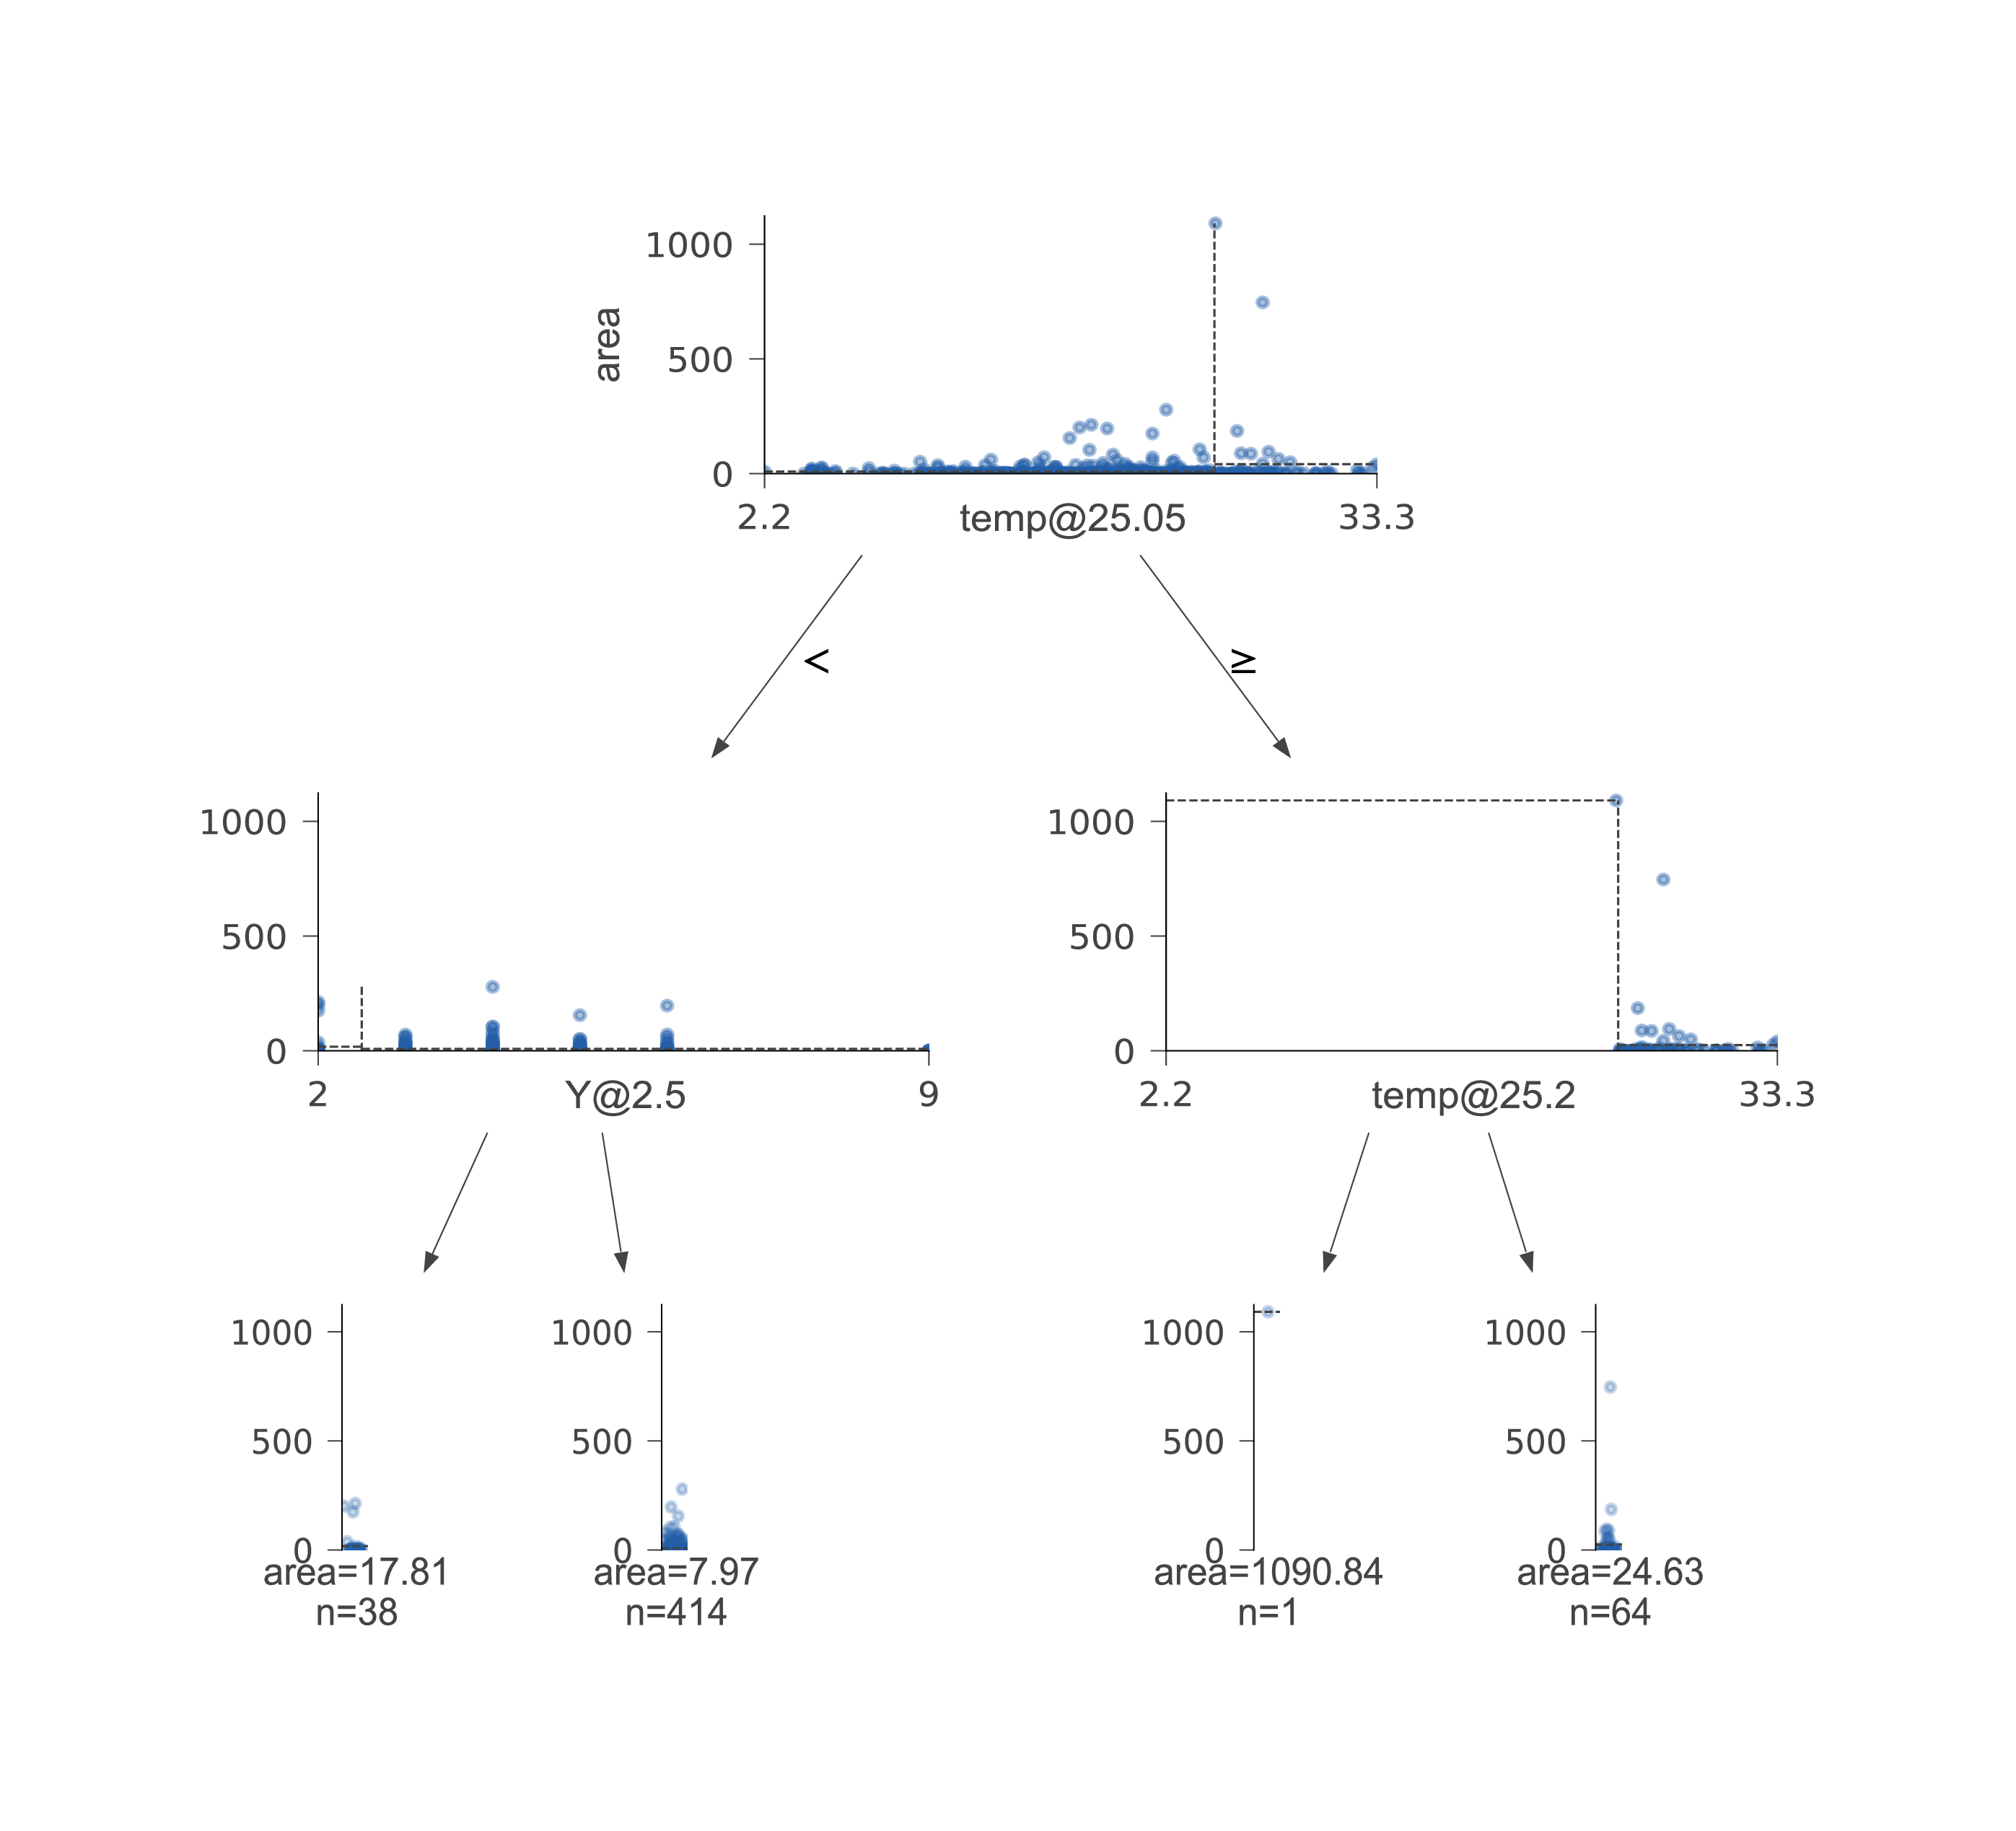 1000
area
500
0
2.2 temp@25.05 33.3
< ≥
1000 1000
500 500
0 0
2 Y@2.5 9 2.2 temp@25.2 33.3
1000 1000 1000 1000
500 500 500 500
0 0 0 0
area=17.81 area=7.97 area=1090.84 area=24.63
n=38 n=414 n=1 n=64